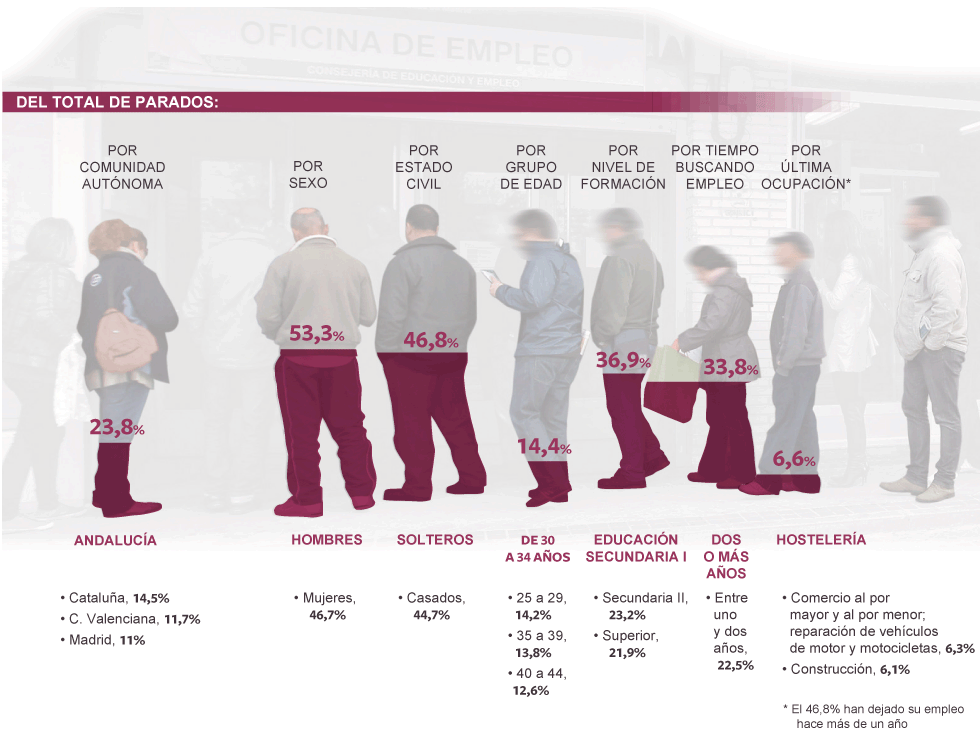 OFICINA DE EMPLEO
CONSEJERÍA DE EDUCACIÓN Y EMPLEO
DEL TOTAL DE PARADOS:
POR
COMUNIDAD
AUTÓNOMA
23,8%
ANDALUCÍA
• Cataluña, 14,5%
• C. Valenciana, 11,7%
• Madrid, 11%
POR
SEXO
53,3%
HOMBRES
• Mujeres,
46,7%
POR
ESTADO
CIVIL
46,8%
SOLTEROS
• Casados,
44,7%
POR
GRUPO
DE EDAD
14,4%
DE 30
A 34 AÑOS
• 25 a 29,
14,2%
• 35 a 39,
13,8%
• 40 a 44,
12,6%
POR
NIVEL DE
FORMACIÓN
36,9%
EDUCACIÓN
SECUNDARIA I
• Secundaria II,
23,2%
• Superior,
21,9%
POR TIEMPO
BUSCANDO
EMPLEO
33,8%
DOS
O MÁS
AÑOS
• Entre
uno
y dos
años,
22,5%
POR
ÚLTIMA
OCUPACIÓN*
6,6%
HOSTELERÍA
• Comercio al por
mayor y al por menor;
reparación de vehículos
de motor y motocicletas, 6,3%
• Construcción, 6,1%
* El 46,8% han dejado su empleo
hace más de un año